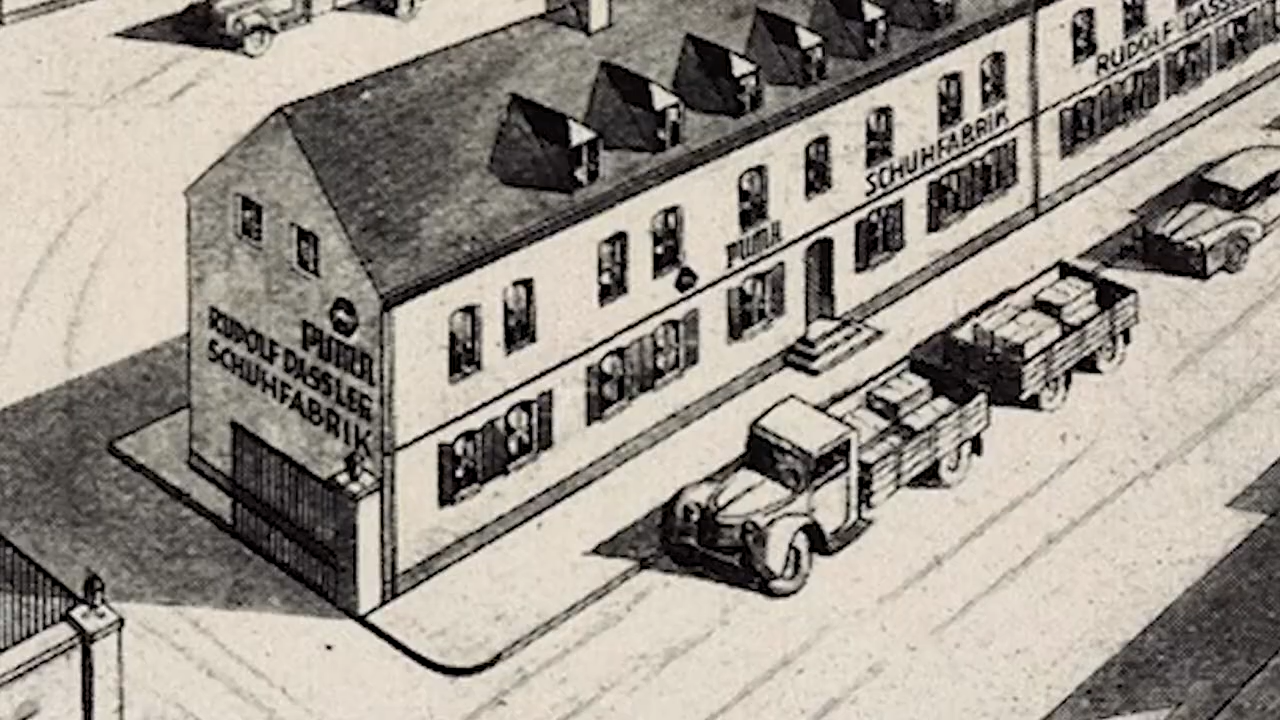 PUMA
RUDOLF DASSLER
SCHUHFABRIK
PUMA
SCHUHFABRIK
RUDOLF DASSLER